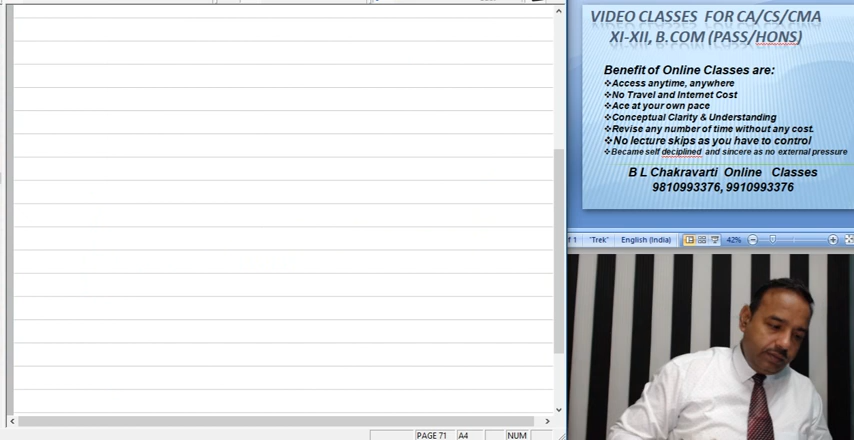 VIDEO CLASSES FOR CA/CS/CMA
XI-XII, B.COM (PASS/HONS)
Benefit of Online Classes are:
❖Access anytime, anywhere
❖No Travel and Internet Cost
❖Ace at your own pace
❖Conceptual Clarity & Understanding
❖Revise any number of time without any cost.
❖No lecture skips as you have to control
❖Became self deciplined and sincere as no external pressure
B L Chakravarti Online Classes
9810993376, 9910993376
f 1 "Trek" English (India) 42%
PAGE 71 A4 NUM